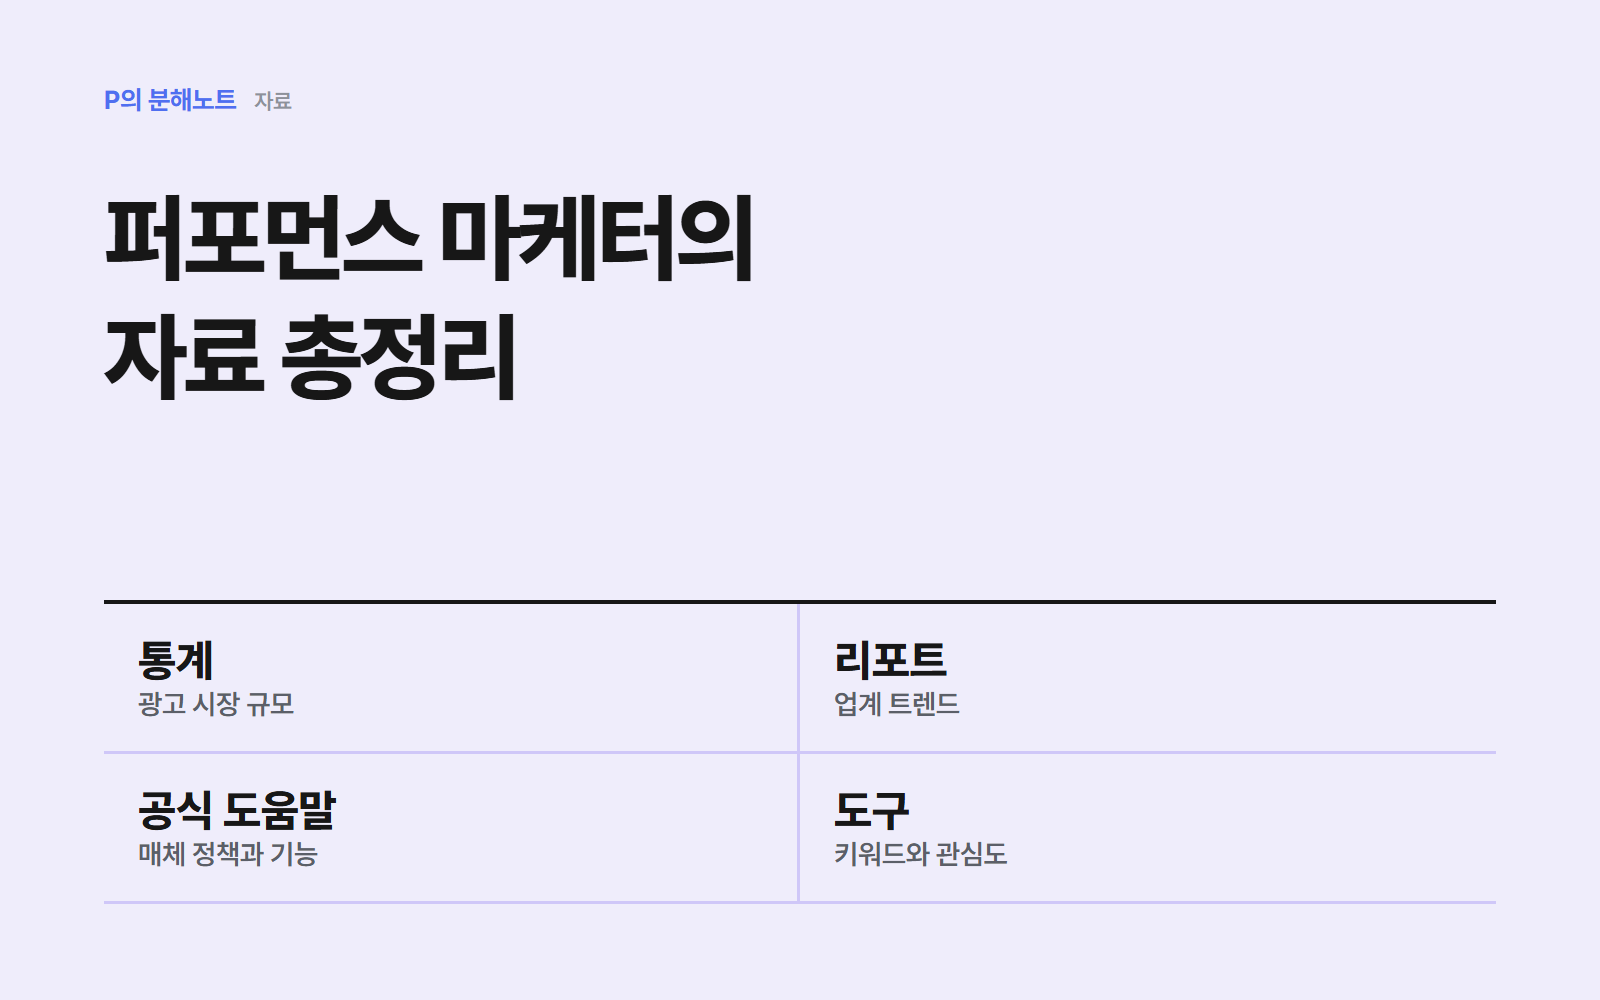 P의 분해노트 자료
퍼포먼스 마케터의
자료 총정리
통계
광고 시장 규모
리포트
업계 트렌드
공식 도움말
매체 정책과 기능
도구
키워드와 관심도